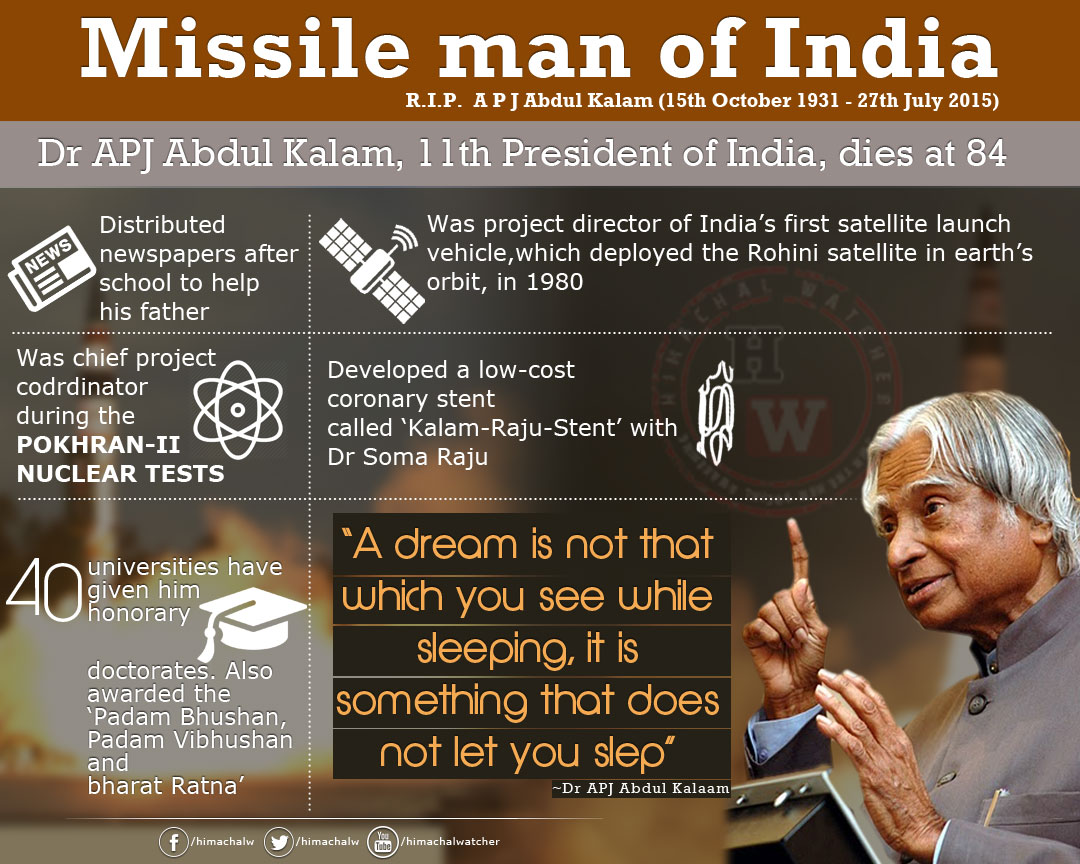 Missile man of India
R.I.P. A P J Abdul Kalam (15th October 1931 - 27th July 2015)
Dr APJ Abdul Kalam, 11th President of India, dies at 84
NEWS
Distributed
newspapers after
school to help
his father
Was project director of India's first satellite launch
vehicle,which deployed the Rohini satellite in earth's
orbit, in 1980
Was chief project
codrdinator
during the
POKHRAN-II
NUCLEAR TESTS
Developed a low-cost
coronary stent
called 'Kalam-Raju-Stent' with
Dr Soma Raju
HIMACHAL WATCHER
H
W
40 universities have
given him
honorary
doctorates. Also
awarded the
'Padam Bhushan,
Padam Vibhushan
and
bharat Ratna'
"A dream is not that
which you see while
sleeping, it is
something that does
not let you slep"
~Dr APJ Abdul Kalaam
f /himachalw
/himachalw
You Tube /himachalwatcher